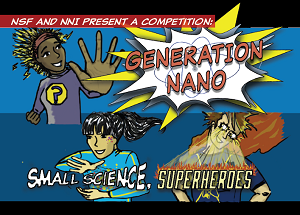 NSF AND NNI PRESENT A COMPETITION:
GENERATION
NANO
?
SMALL SCIENCE, SUPERHEROES